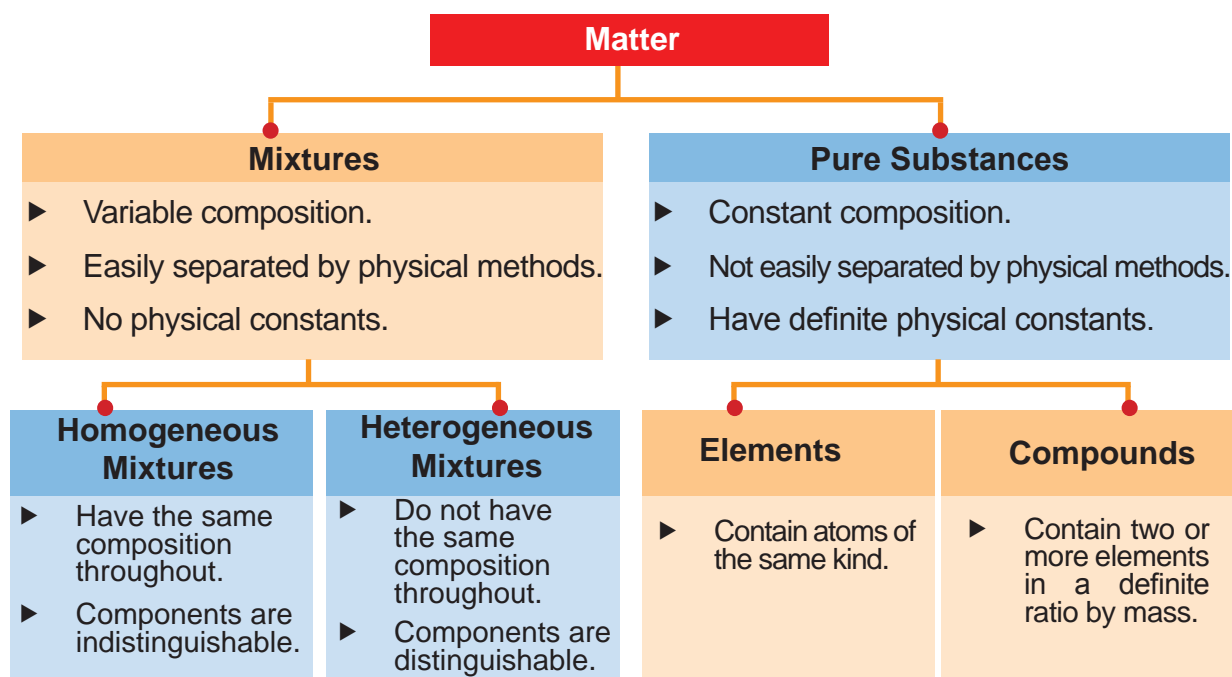 Matter
Mixtures
► Variable composition.
► Easily separated by physical methods.
► No physical constants.
Pure Substances
► Constant composition.
► Not easily separated by physical methods.
► Have definite physical constants.
Homogeneous
Mixtures
► Have the same
composition
throughout.
► Components are
indistinguishable.
Heterogeneous
Mixtures
► Do not have
the same
composition
throughout.
► Components are
distinguishable.
Elements
► Contain atoms of
the same kind.
Compounds
► Contain two or
more elements
in a definite
ratio by mass.